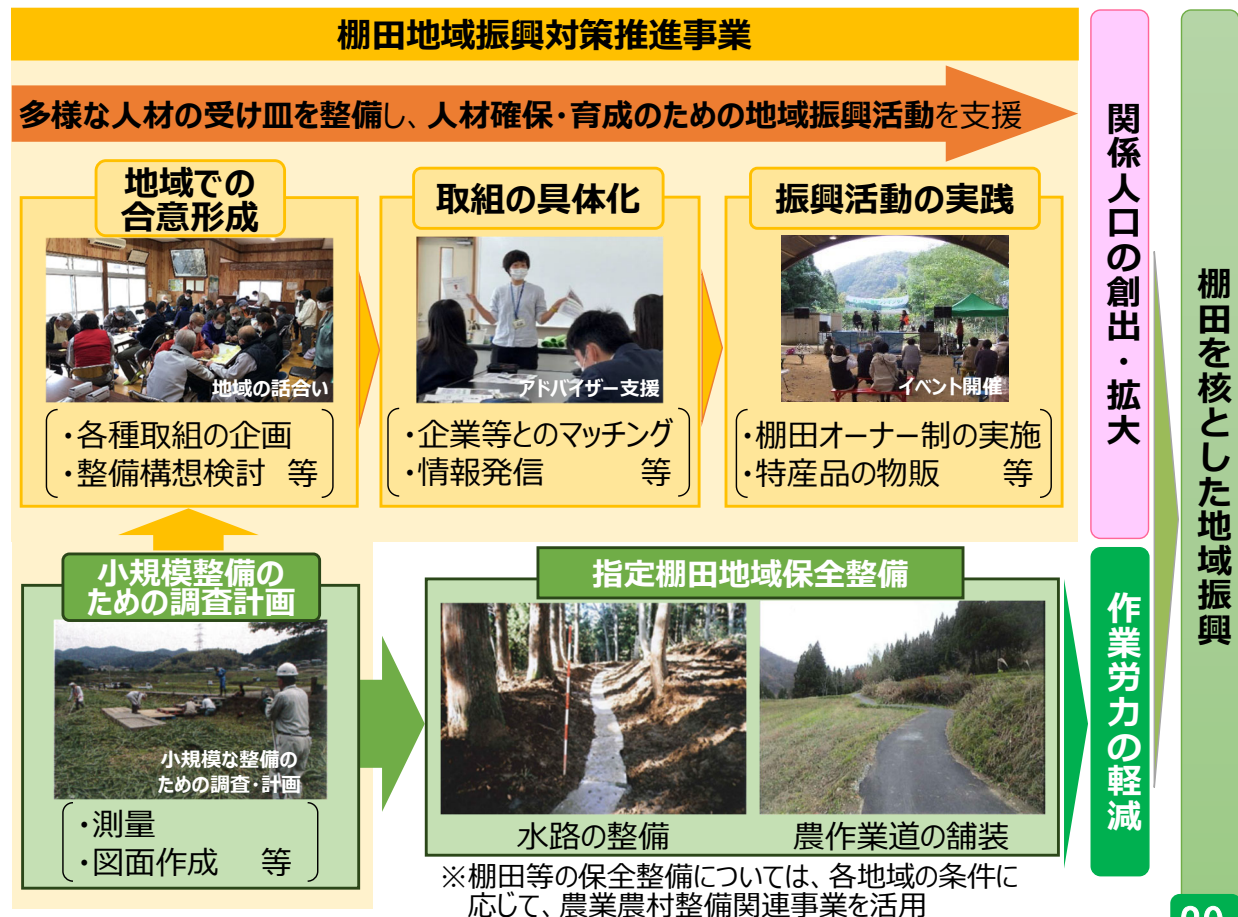 棚田地域振興対策推進事業
多様な人材の受け皿を整備し、人材確保・育成のための地域振興活動を支援
地域での
合意形成
地域の話合い
・各種取組の企画
・整備構想検討　等
取組の具体化
アドバイザー支援
・企業等とのマッチング
・情報発信　等
振興活動の実践
イベント開催
・棚田オーナー制の実施
・特産品の物販　等
小規模整備の
ための調査計画
小規模な整備の
ための調査・計画
・測量
・図面作成　等
指定棚田地域保全整備
水路の整備
農作業道の舗装
※棚田等の保全整備については、各地域の条件に
応じて、農業農村整備関連事業を活用
関係人口の創出・拡大
作業労力の軽減
棚田を核とした地域振興